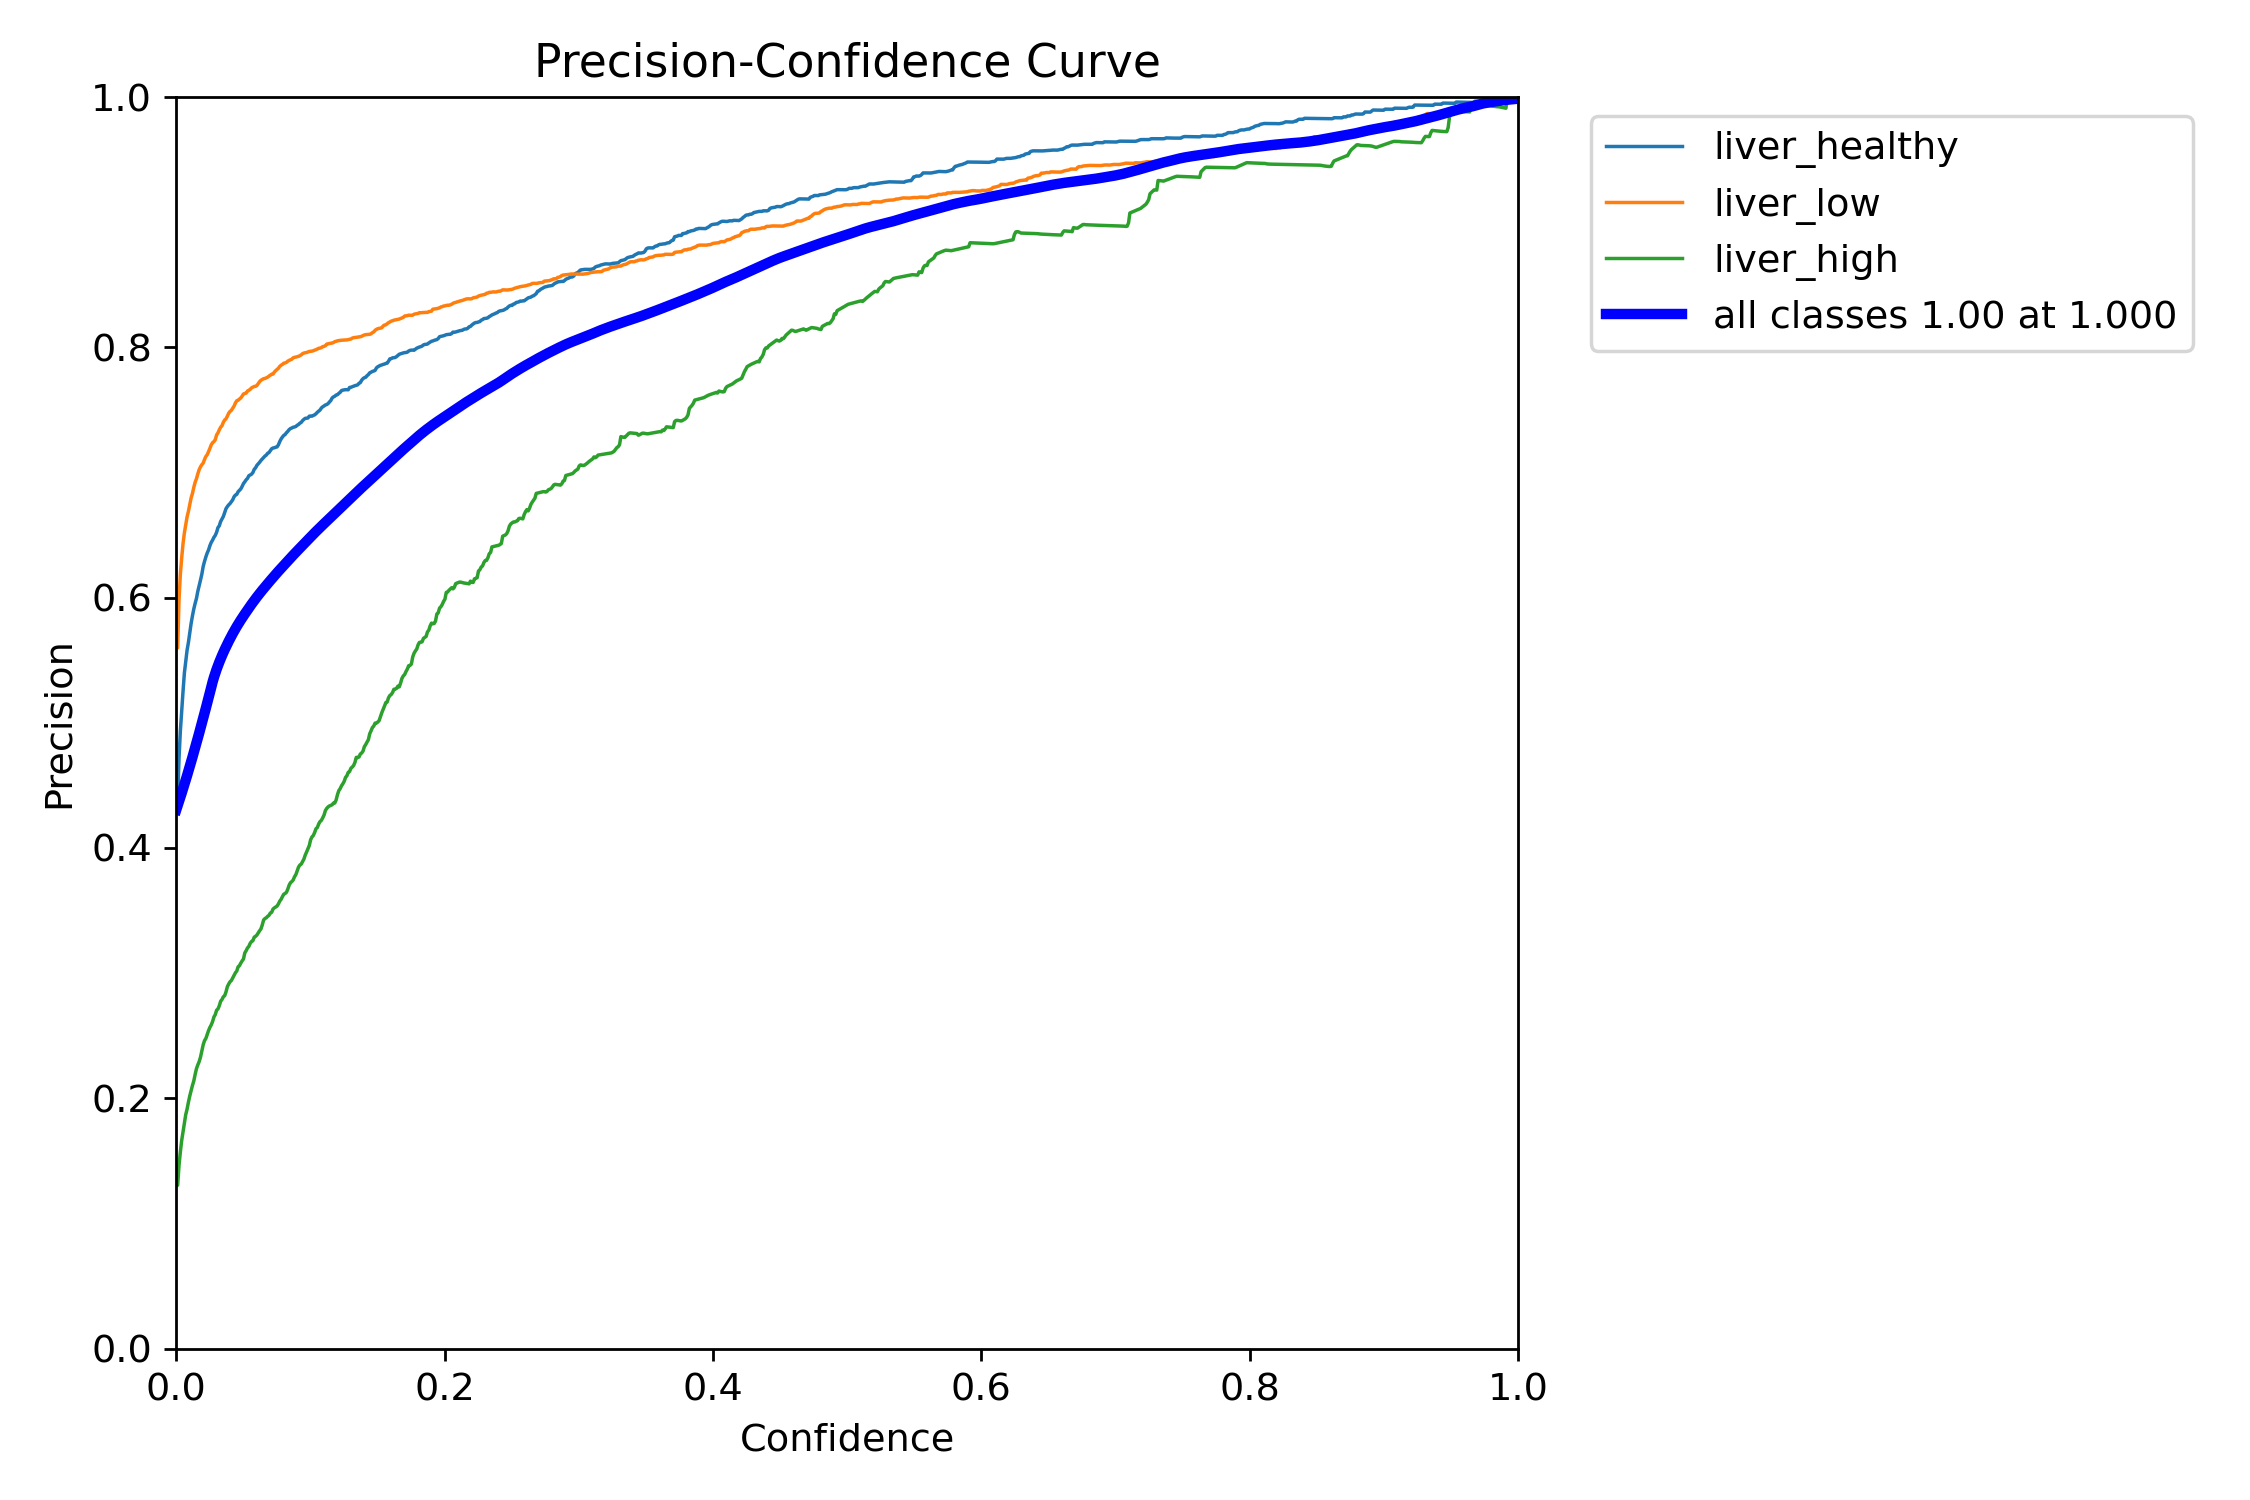 Precision-Confidence Curve
1.0
0.8
0.6
0.4
0.2
0.0
Precision
0.0 0.2 0.4 0.6 0.8 1.0
Confidence
liver_healthy
liver_low
liver_high
all classes 1.00 at 1.000